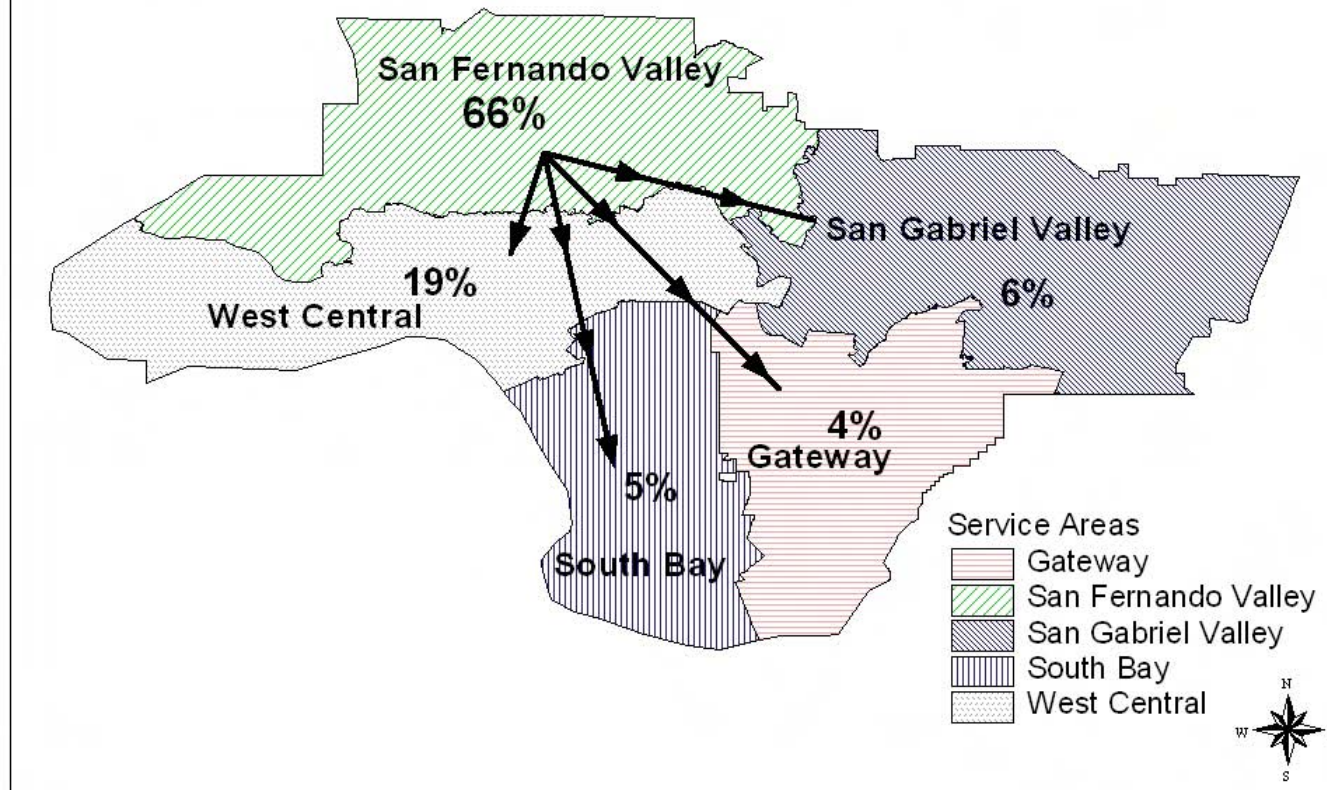 San Fernando Valley
66%
San Gabriel Valley
6%
19%
West Central
4%
Gateway
5%
South Bay
Service Areas
Gateway
San Fernando Valley
San Gabriel Valley
South Bay
West Central
N
W
S